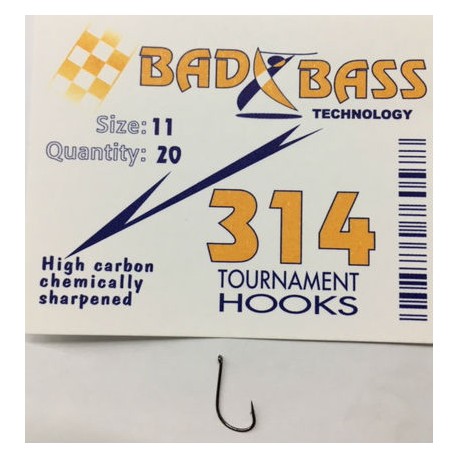 BAD BASS
TECHNOLOGY
Size: 11
Quantity: 20
314
TOURNAMENT
HOOKS
High carbon
chemically
sharpened